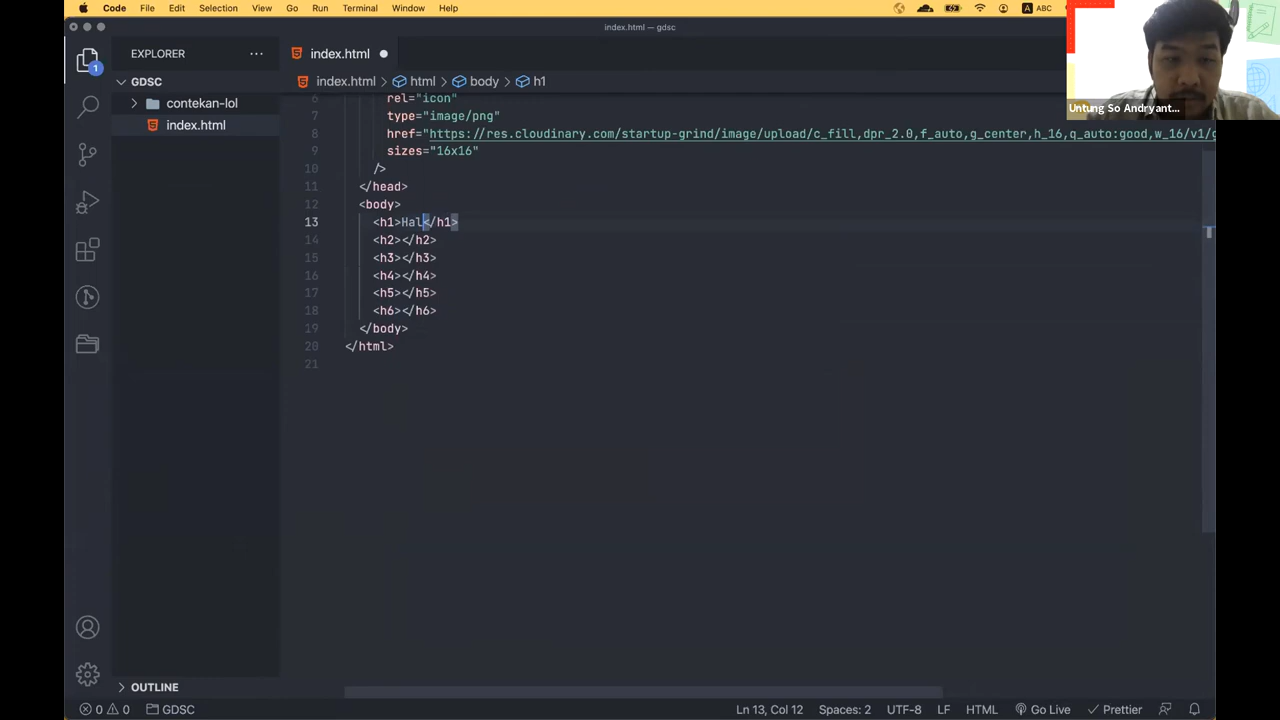 Code File Edit Selection View Go Run Terminal Window Help ABC
index.html — gdsc
EXPLORER
index.html
GDSC
index.html > html > body > h1
contekan-lol
index.html
1
6 rel="icon"
7 type="image/png"
8 href="https://res.cloudinary.com/startup-grind/image/upload/c_fill,dpr_2.0,f_auto,g_center,h_16,q_auto:good,w_16/v1/g
9 sizes="16x16"
10 />
11 </head>
12 <body>
13 <h1>Hal</h1>
14 <h2></h2>
15 <h3></h3>
16 <h4></h4>
17 <h5></h5>
18 <h6></h6>
19 </body>
20 </html>
21
Untung So Andryant...
OUTLINE
0 0 GDSC Ln 13, Col 12 Spaces: 2 UTF-8 LF HTML Go Live Prettier